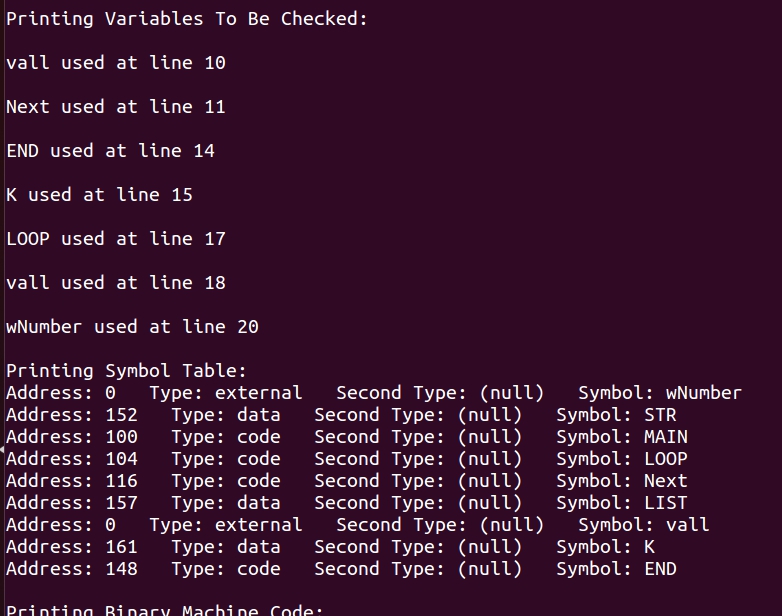 Printing Variables To Be Checked:
vall used at line 10
Next used at line 11
END used at line 14
K used at line 15
LOOP used at line 17
vall used at line 18
wNumber used at line 20
Printing Symbol Table:
Address: 0   Type: external   Second Type: (null)   Symbol: wNumber
Address: 152   Type: data   Second Type: (null)   Symbol: STR
Address: 100   Type: code   Second Type: (null)   Symbol: MAIN
Address: 104   Type: code   Second Type: (null)   Symbol: LOOP
Address: 116   Type: code   Second Type: (null)   Symbol: Next
Address: 157   Type: data   Second Type: (null)   Symbol: LIST
Address: 0   Type: external   Second Type: (null)   Symbol: vall
Address: 161   Type: data   Second Type: (null)   Symbol: K
Address: 148   Type: code   Second Type: (null)   Symbol: END
Printing Binary Machine Code: